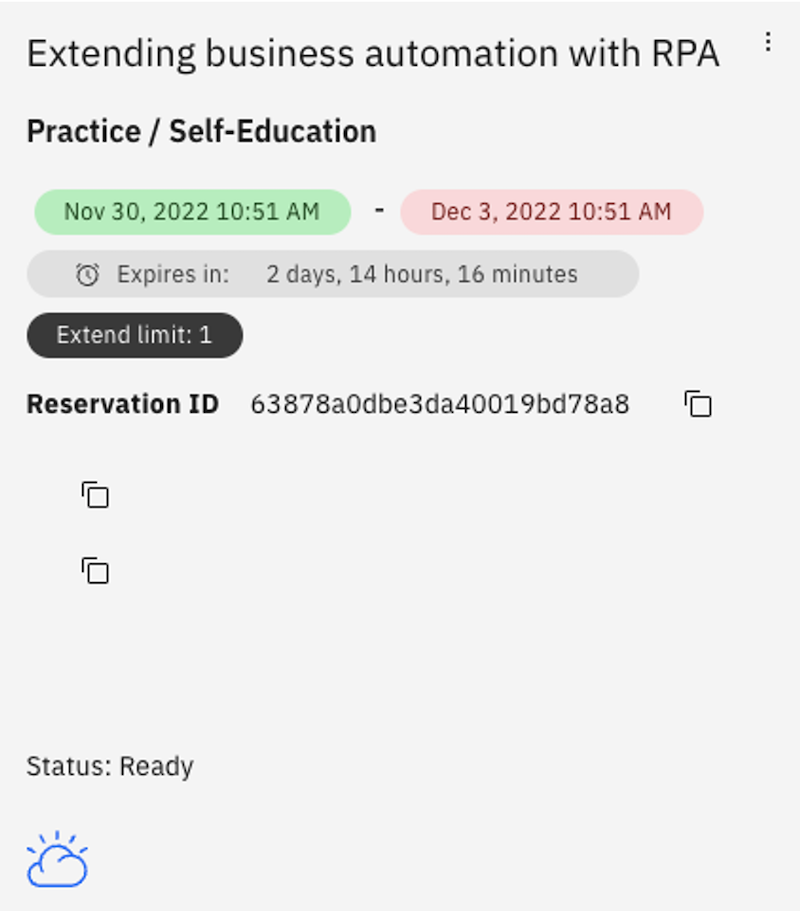 Extending business automation with RPA
Practice / Self-Education
Nov 30, 2022 10:51 AM - Dec 3, 2022 10:51 AM
Expires in: 2 days, 14 hours, 16 minutes
Extend limit: 1
Reservation ID 63878a0dbe3da40019bd78a8
Status: Ready